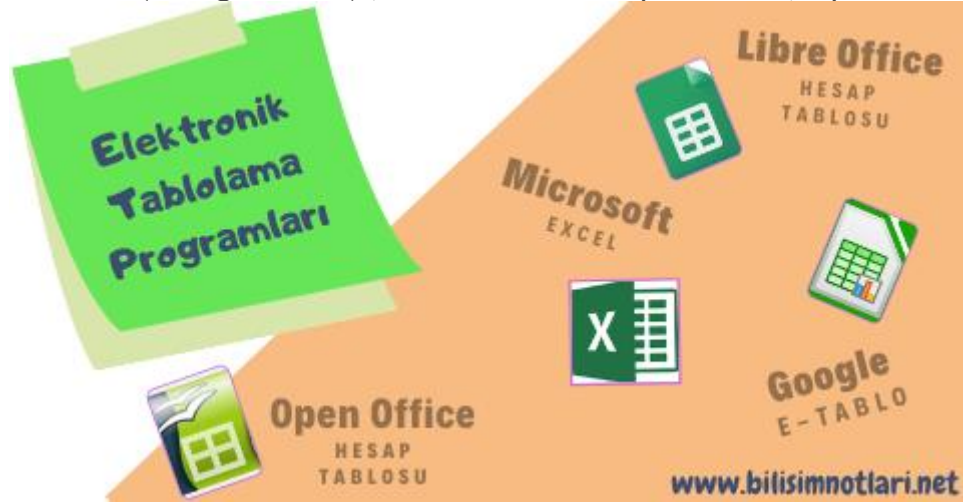 Elektronik
Tablolama
Programları
Libre Office
HESAP
TABLOSU
Microsoft
EXCEL
X
Google
E-TABLO
Open Office
HESAP
TABLOSU
www.bilisimnotlari.net